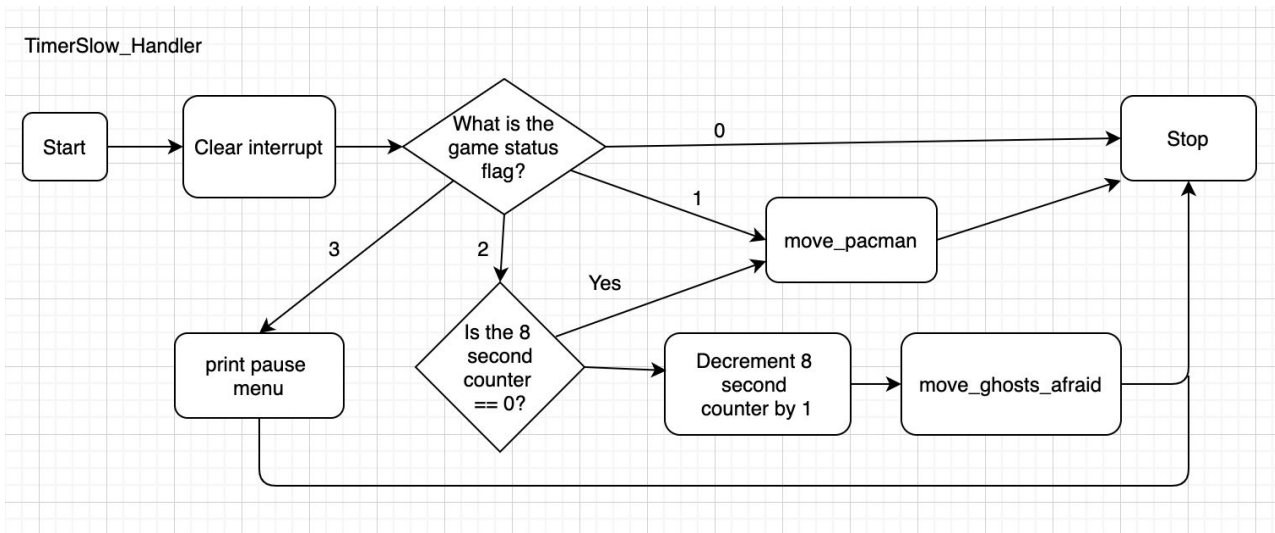 TimerSlow_Handler
Start
Clear interrupt
What is the
game status
flag?
0
Stop
1
move_pacman
3
2
Yes
print pause
menu
Is the 8
second
counter
== 0?
Decrement 8
second
counter by 1
move_ghosts_afraid